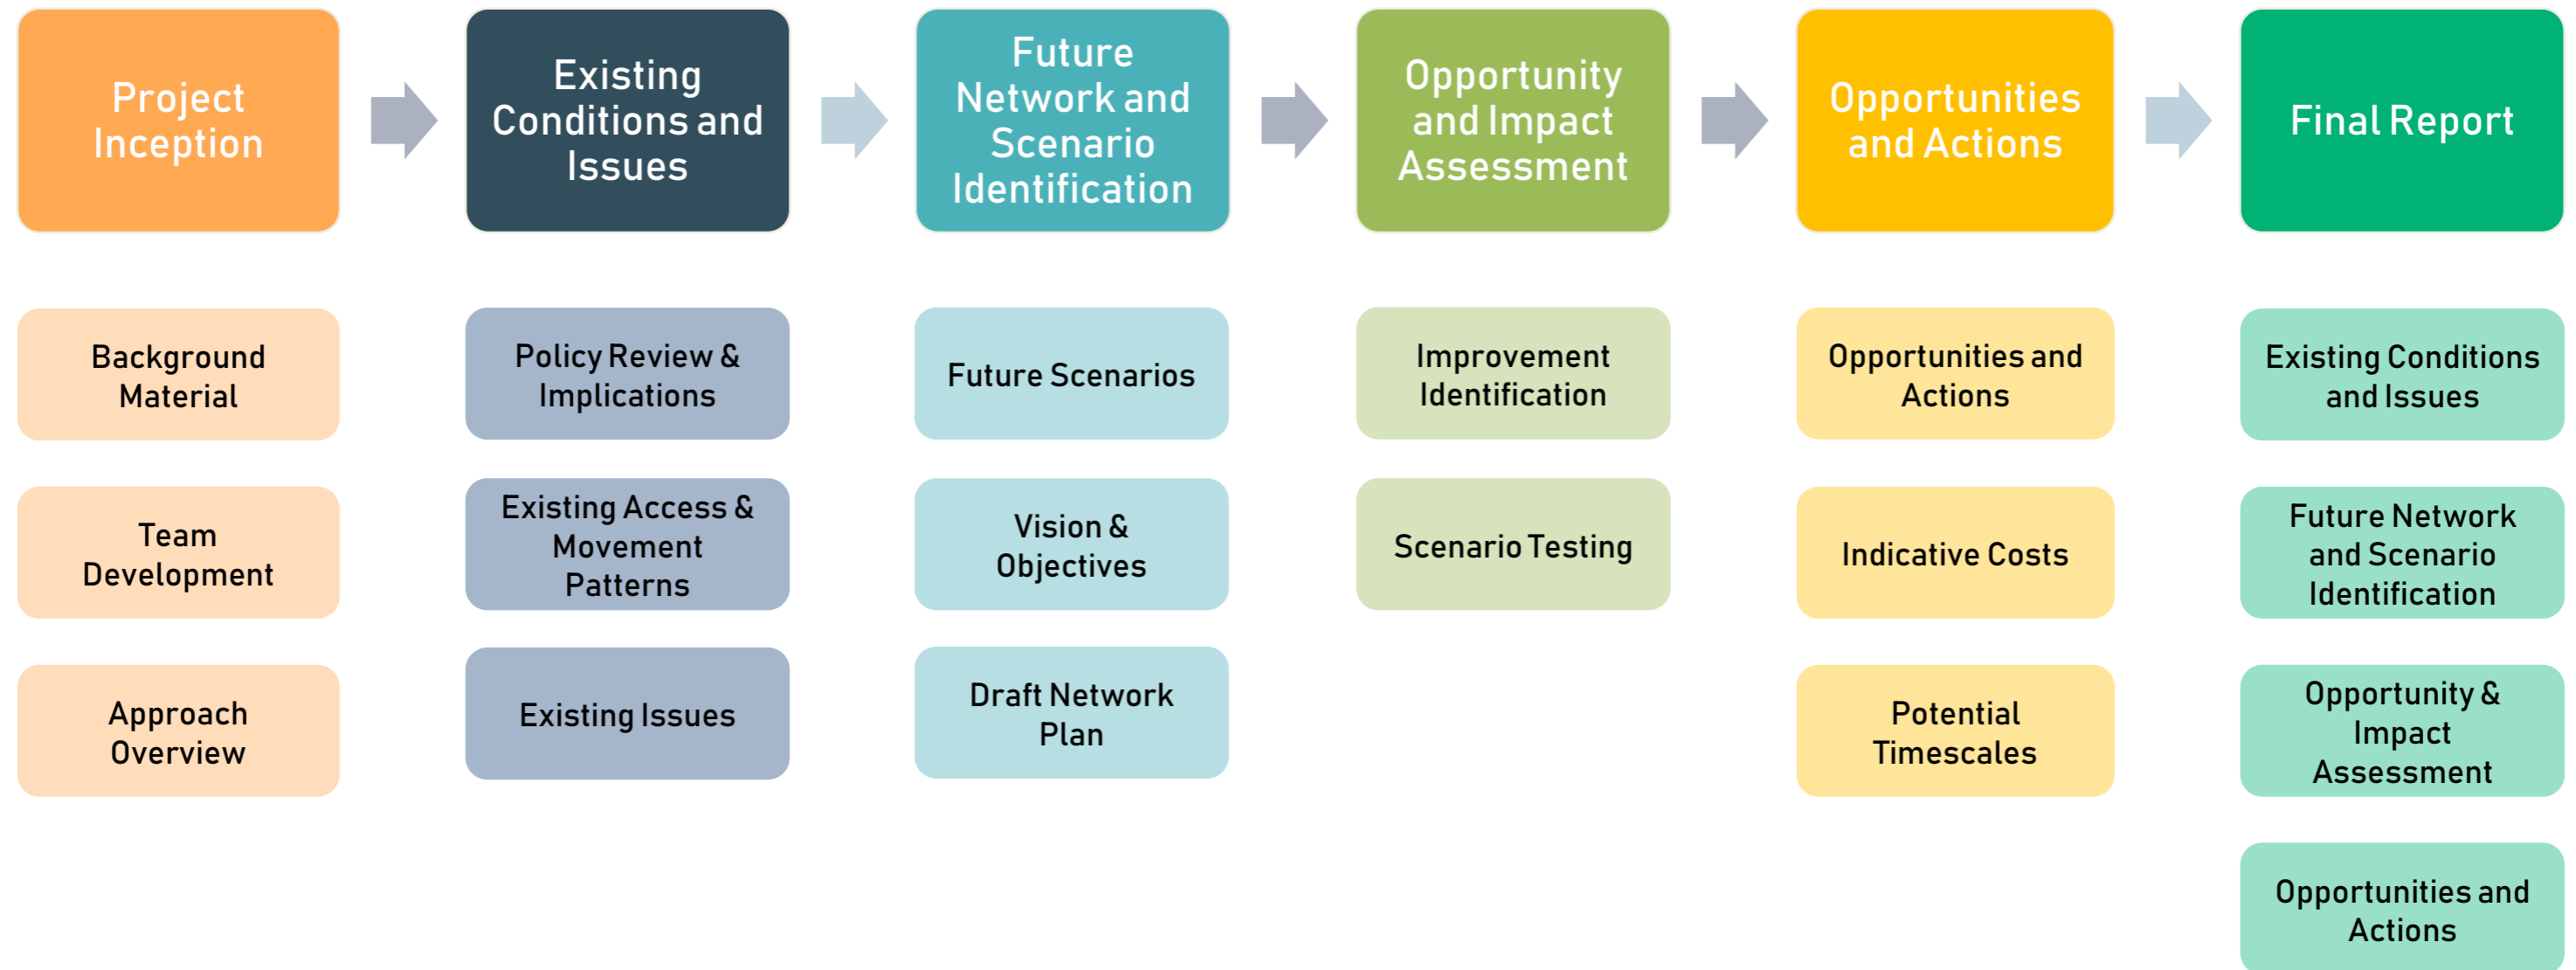 Project
Inception
Existing
Conditions and
Issues
Future
Network and
Scenario
Identification
Opportunity
and Impact
Assessment
Opportunities
and Actions
Final Report
Background
Material
Team
Development
Approach
Overview
Policy Review &
Implications
Existing Access &
Movement
Patterns
Existing Issues
Future Scenarios
Vision &
Objectives
Draft Network
Plan
Improvement
Identification
Scenario Testing
Opportunities and
Actions
Indicative Costs
Potential
Timescales
Existing Conditions
and Issues
Future Network
and Scenario
Identification
Opportunity &
Impact
Assessment
Opportunities and
Actions